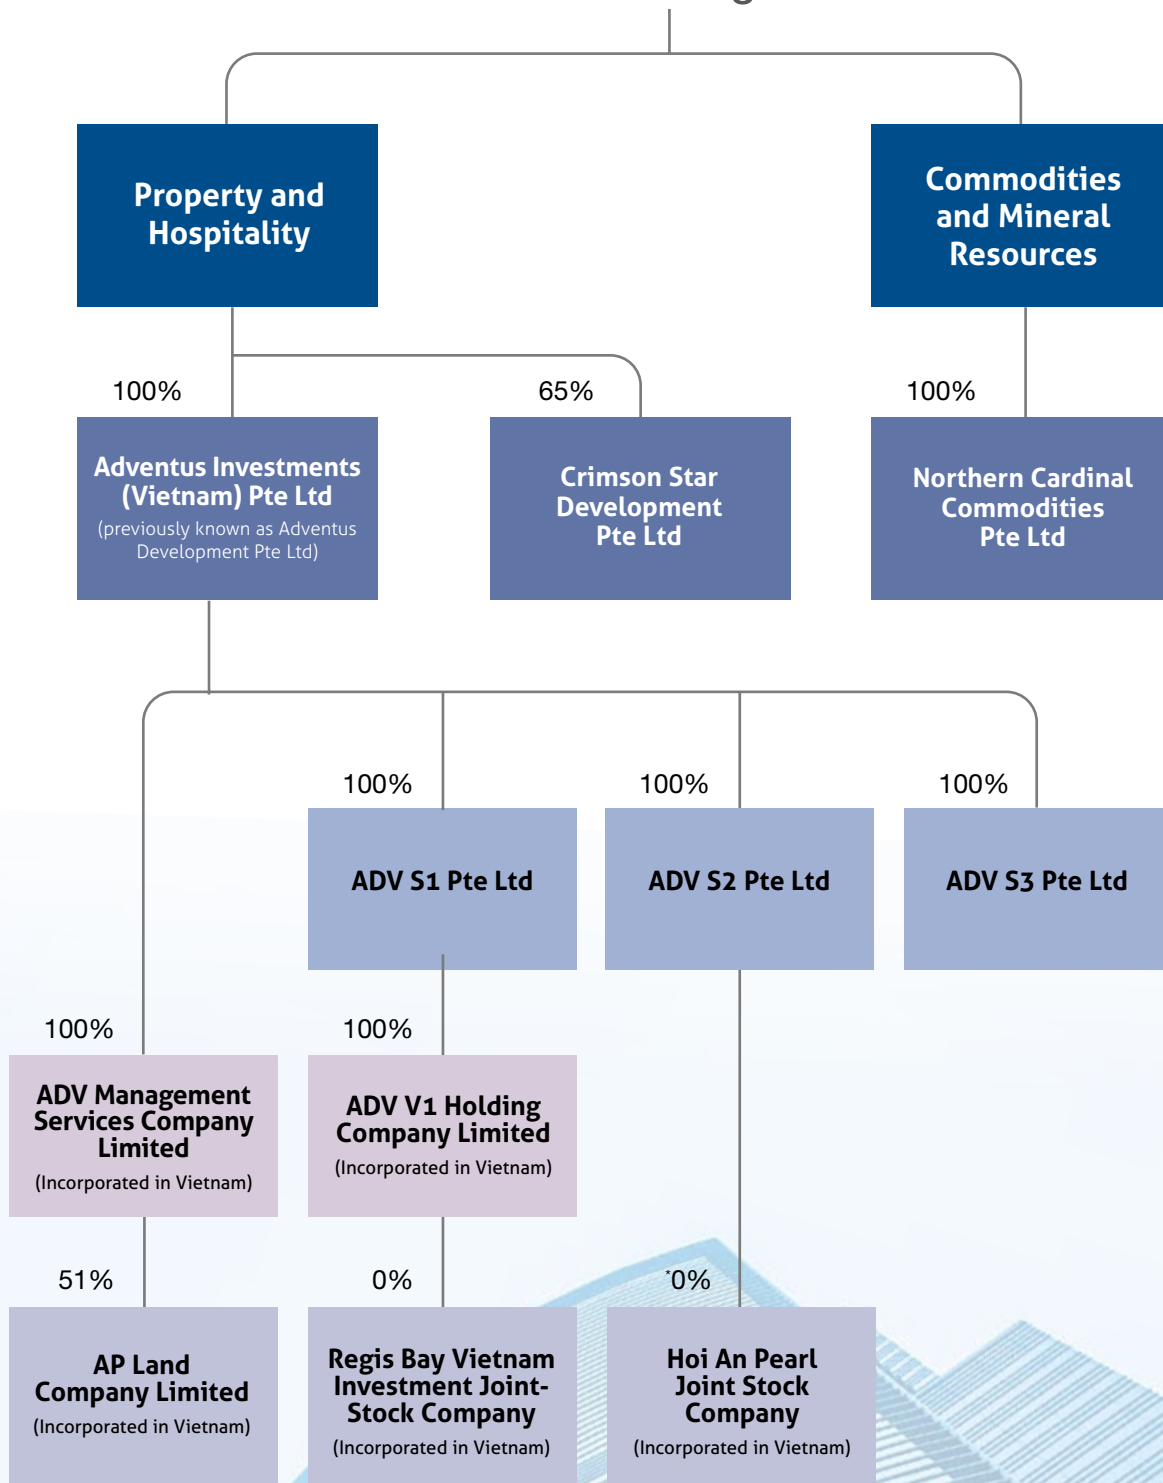 Property and
Hospitality
Commodities
and Mineral
Resources
100%
65%
100%
Adventus Investments
(Vietnam) Pte Ltd
(previously known as Adventus
Development Pte Ltd)
Crimson Star
Development
Pte Ltd
Northern Cardinal
Commodities
Pte Ltd
100%
100%
100%
ADV S1 Pte Ltd
ADV S2 Pte Ltd
ADV S3 Pte Ltd
100%
100%
ADV Management
Services Company
Limited
(Incorporated in Vietnam)
ADV V1 Holding
Company Limited
(Incorporated in Vietnam)
51%
0%
*0%
AP Land
Company Limited
(Incorporated in Vietnam)
Regis Bay Vietnam
Investment Joint-
Stock Company
(Incorporated in Vietnam)
Hoi An Pearl
Joint Stock
Company
(Incorporated in Vietnam)